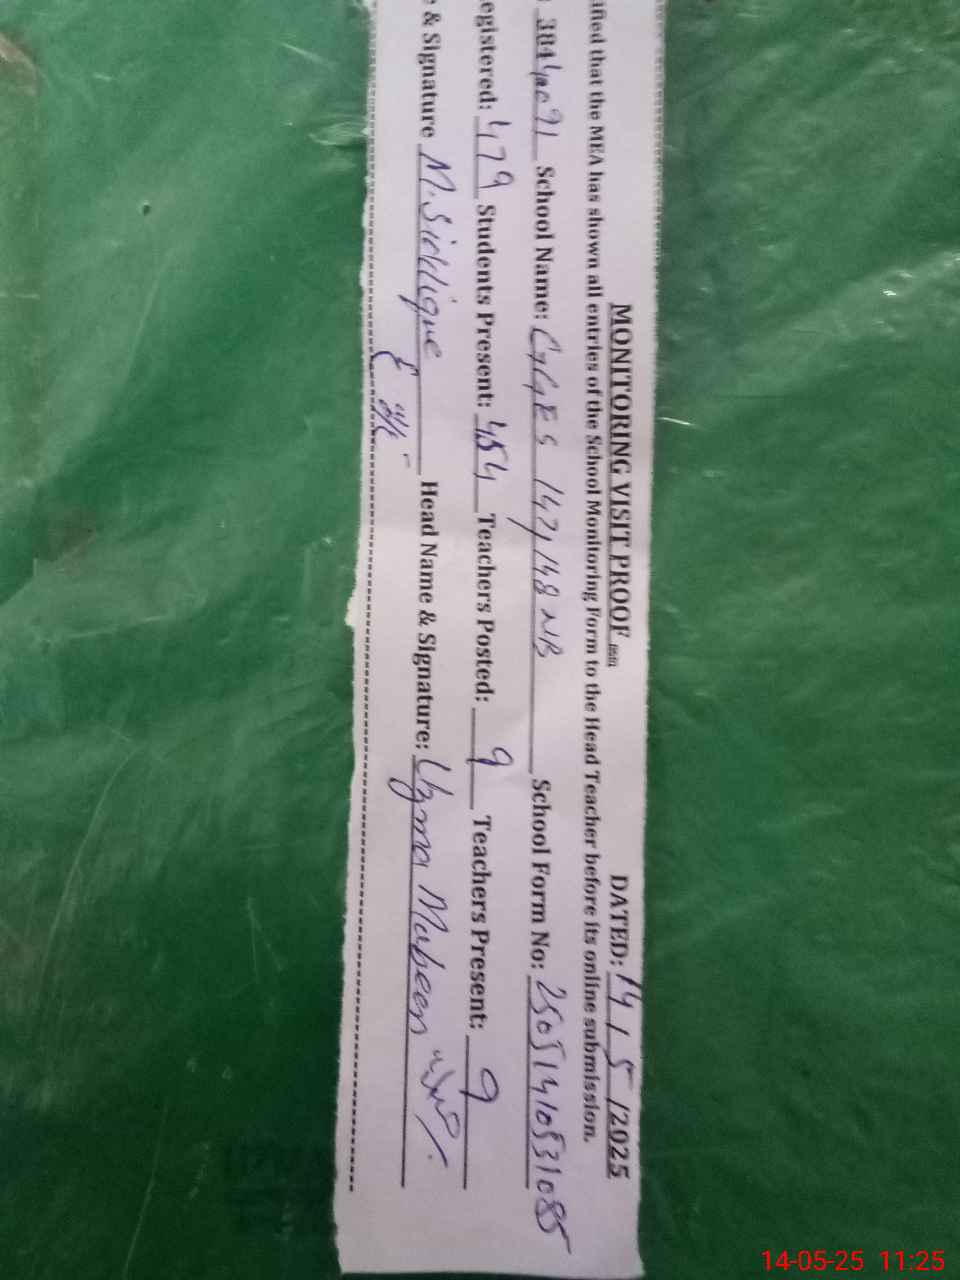 MONITORING VISIT PROOF DATED: 14 / 5 /2025
ified that the MEA has shown all entries of the School Monitoring Form to the Head Teacher before its online submission.
School Name: GGES 147/148 NB School Form No: 25051410531085
egistered: 479 Students Present: 454 Teachers Posted: 9 Teachers Present: 9
e & Signature M. Siddique Head Name & Signature: Uzma Mubeen
14-05-25 11:25